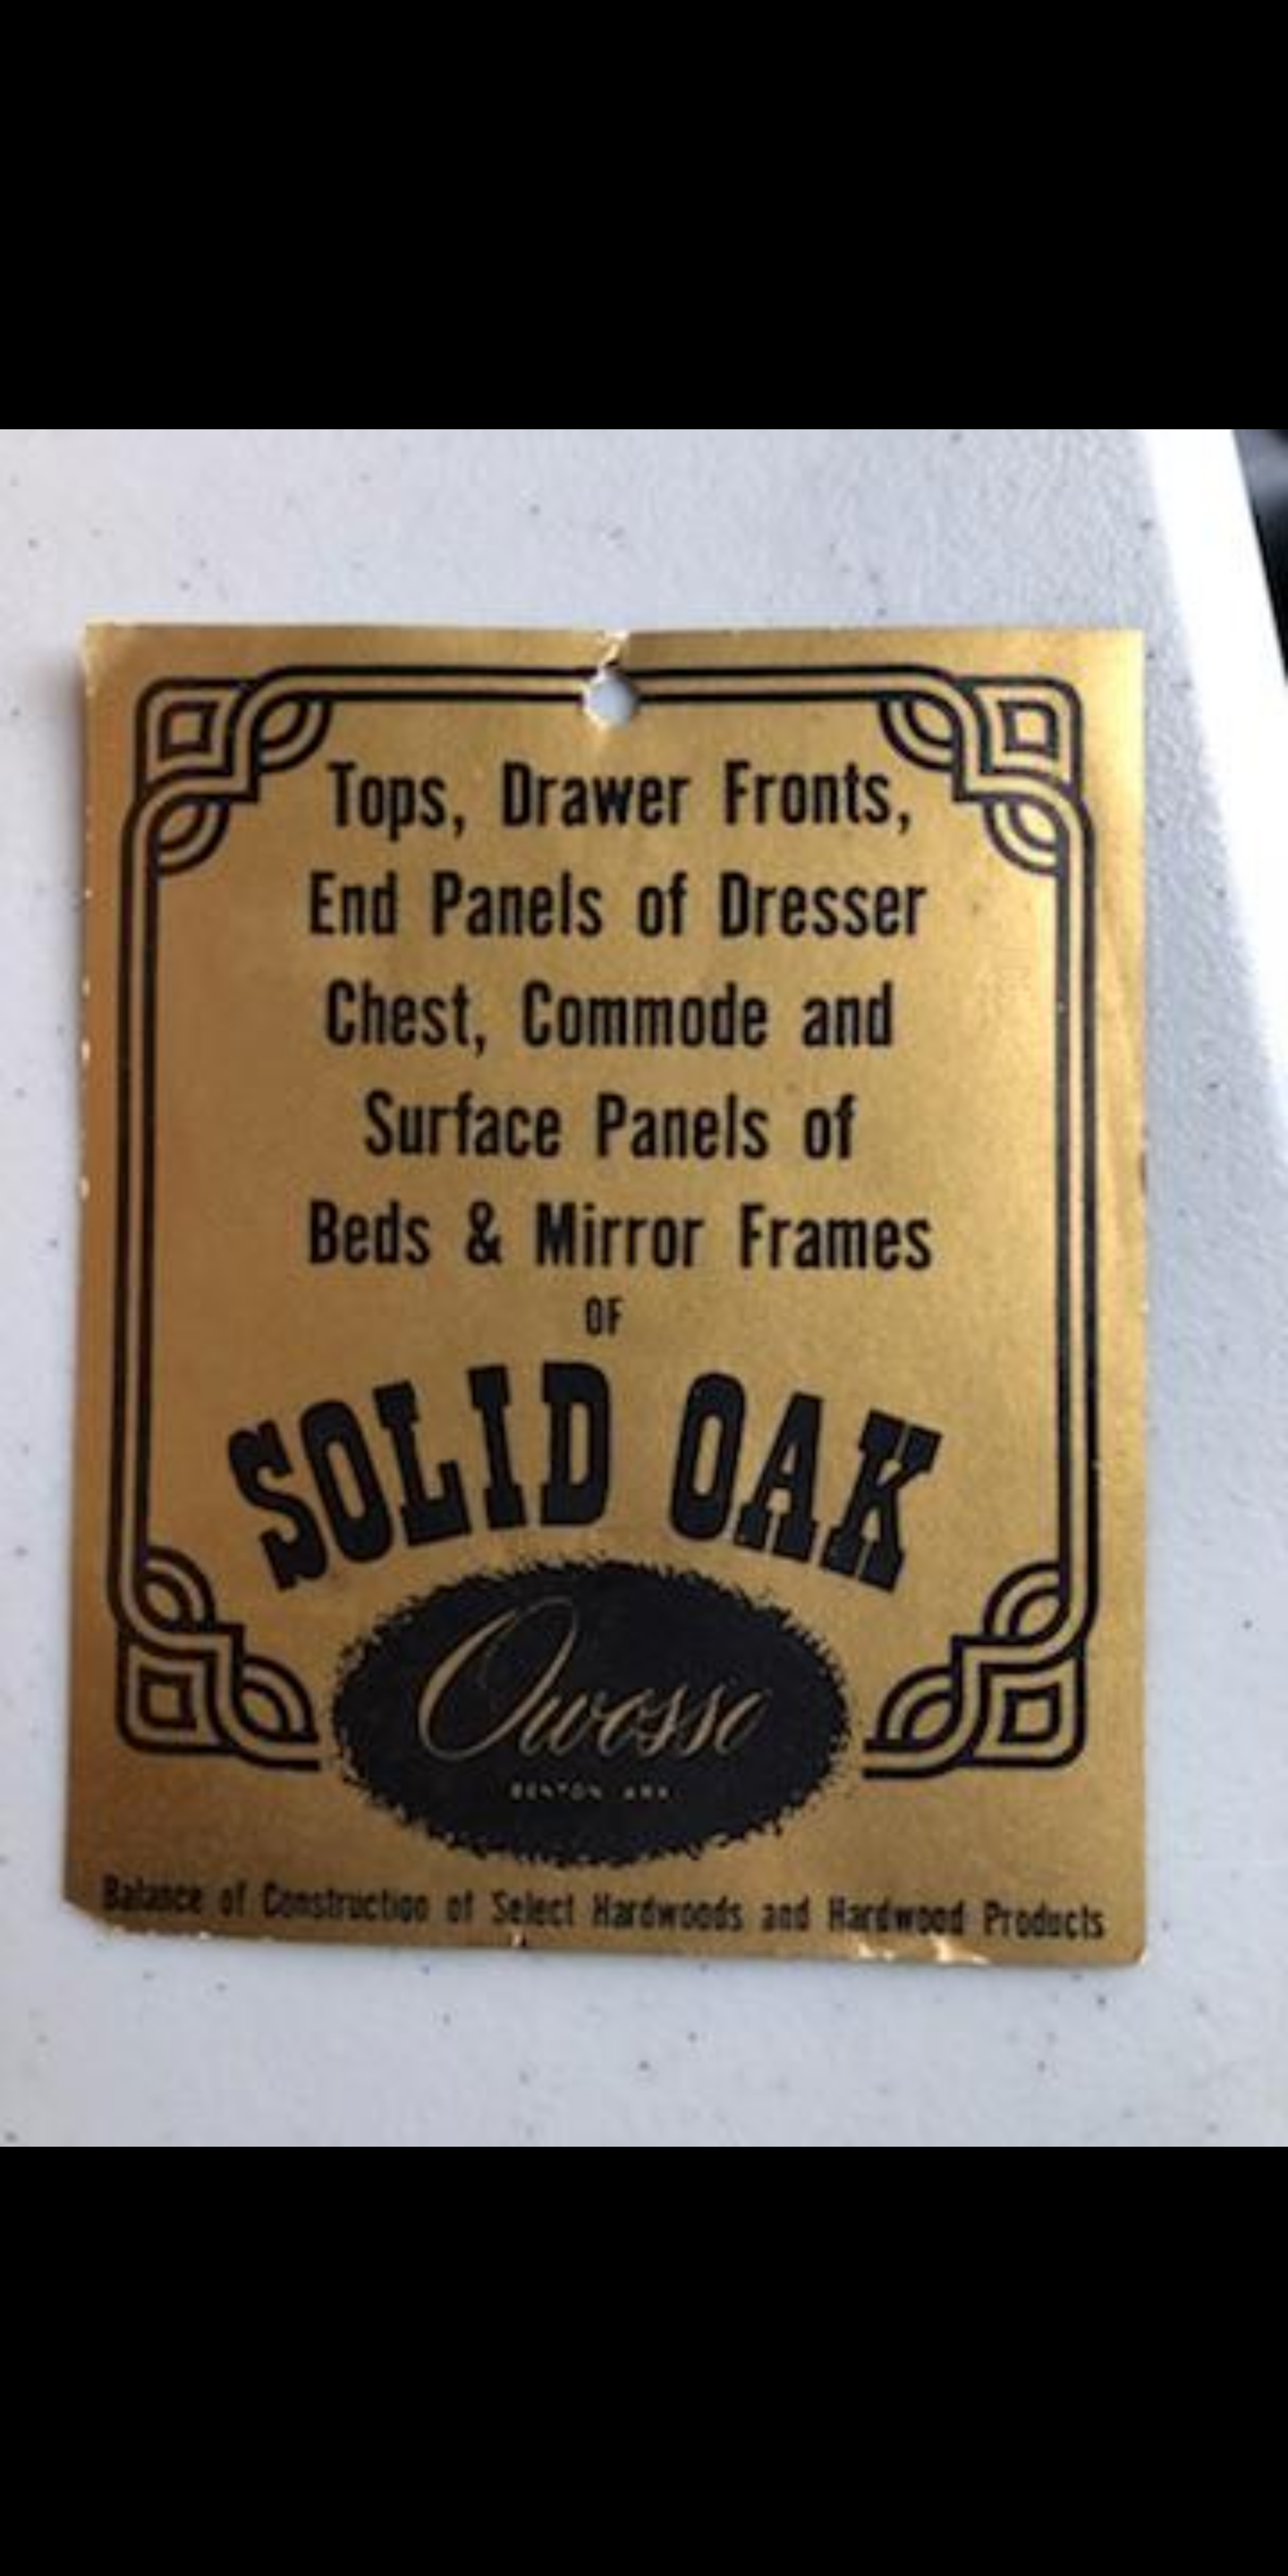 Tops, Drawer Fronts,
End Panels of Dresser
Chest, Commode and
Surface Panels of
Beds & Mirror Frames
OF
SOLID OAK
Owosso
BENTON ARK
Balance of Construction of Select Hardwoods and Hardwood Products